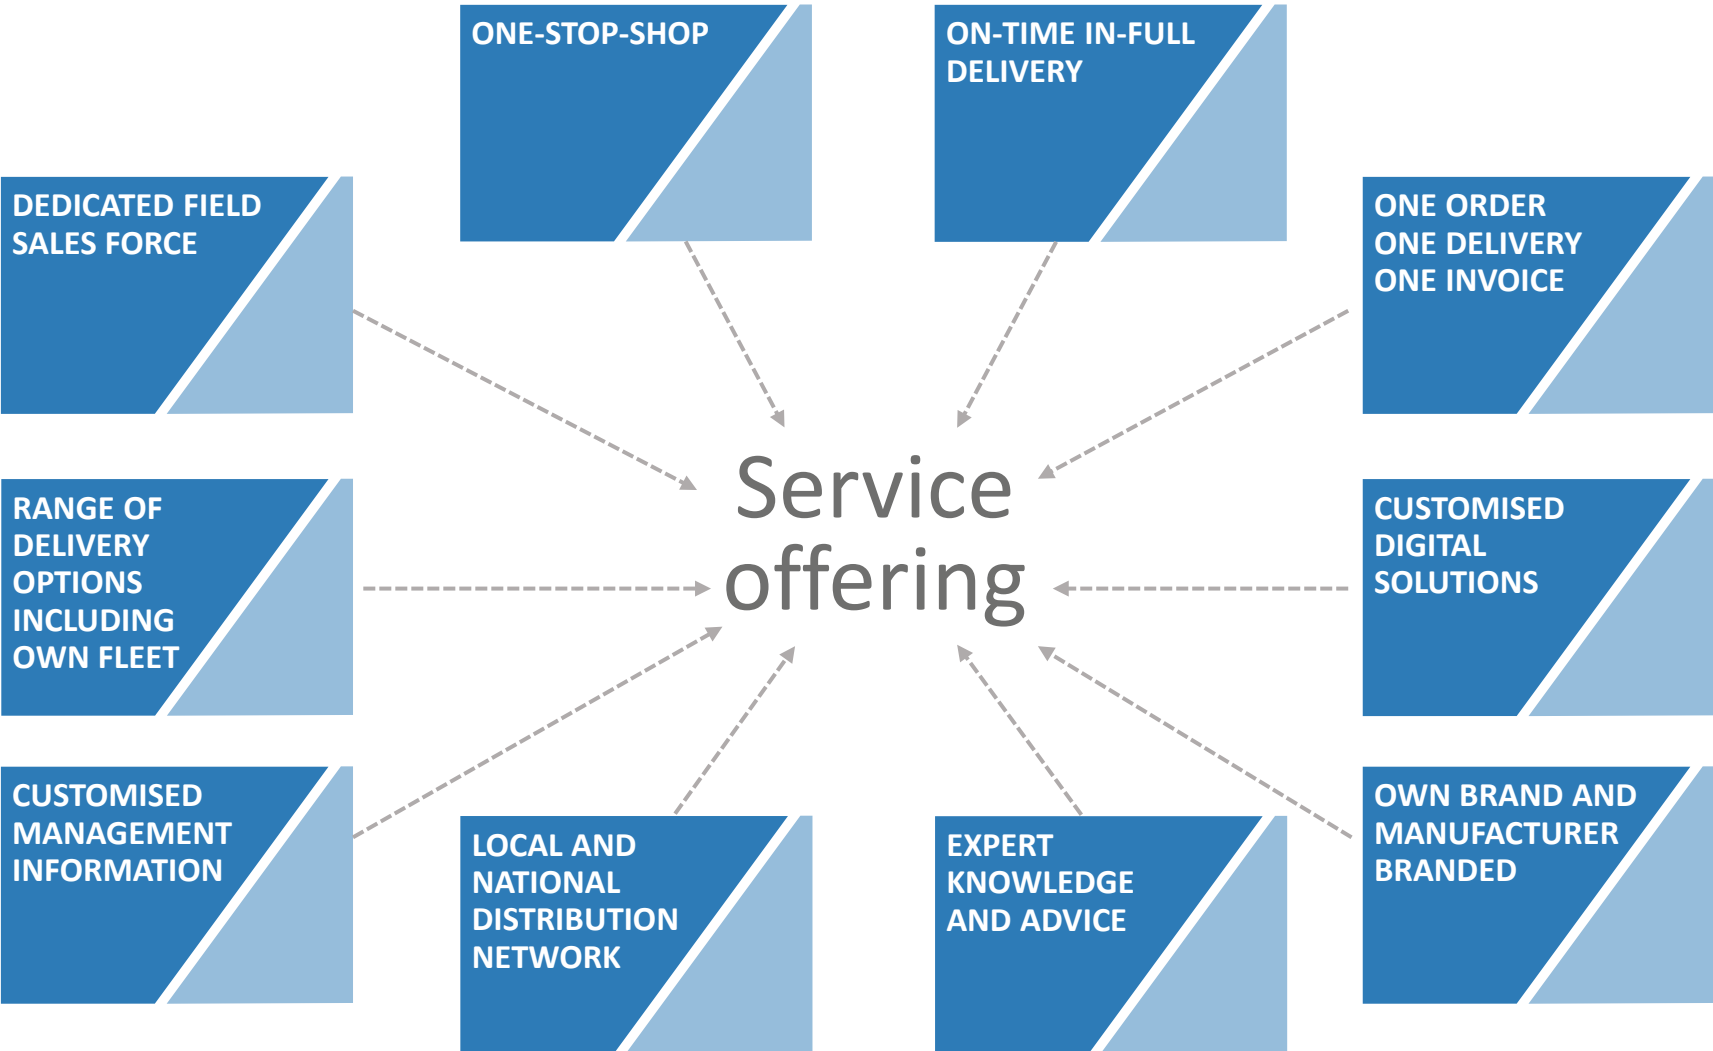 ONE-STOP-SHOP
ON-TIME IN-FULL
DELIVERY
DEDICATED FIELD
SALES FORCE
ONE ORDER
ONE DELIVERY
ONE INVOICE
Service
offering
RANGE OF
DELIVERY
OPTIONS
INCLUDING
OWN FLEET
CUSTOMISED
DIGITAL
SOLUTIONS
CUSTOMISED
MANAGEMENT
INFORMATION
LOCAL AND
NATIONAL
DISTRIBUTION
NETWORK
EXPERT
KNOWLEDGE
AND ADVICE
OWN BRAND AND
MANUFACTURER
BRANDED